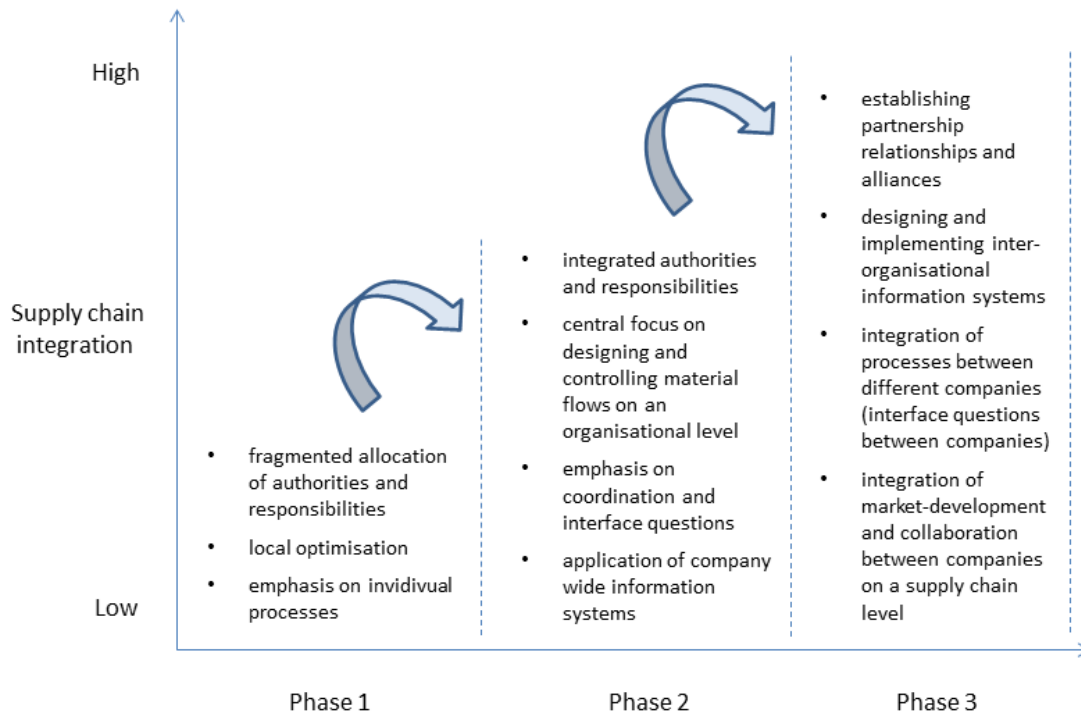 High
Supply chain
integration
Low
• fragmented allocation
of authorities and
responsibilities
• local optimisation
• emphasis on invidivual
processes
• integrated authorities
and responsibilities
• central focus on
designing and
controlling material
flows on an
organisational level
• emphasis on
coordination and
interface questions
• application of company
wide information
systems
• establishing
partnership
relationships and
alliances
• designing and
implementing inter-
organisational
information systems
• integration of
processes between
different companies
(interface questions
between companies)
• integration of
market-development
and collaboration
between companies
on a supply chain
level
Phase 1
Phase 2
Phase 3